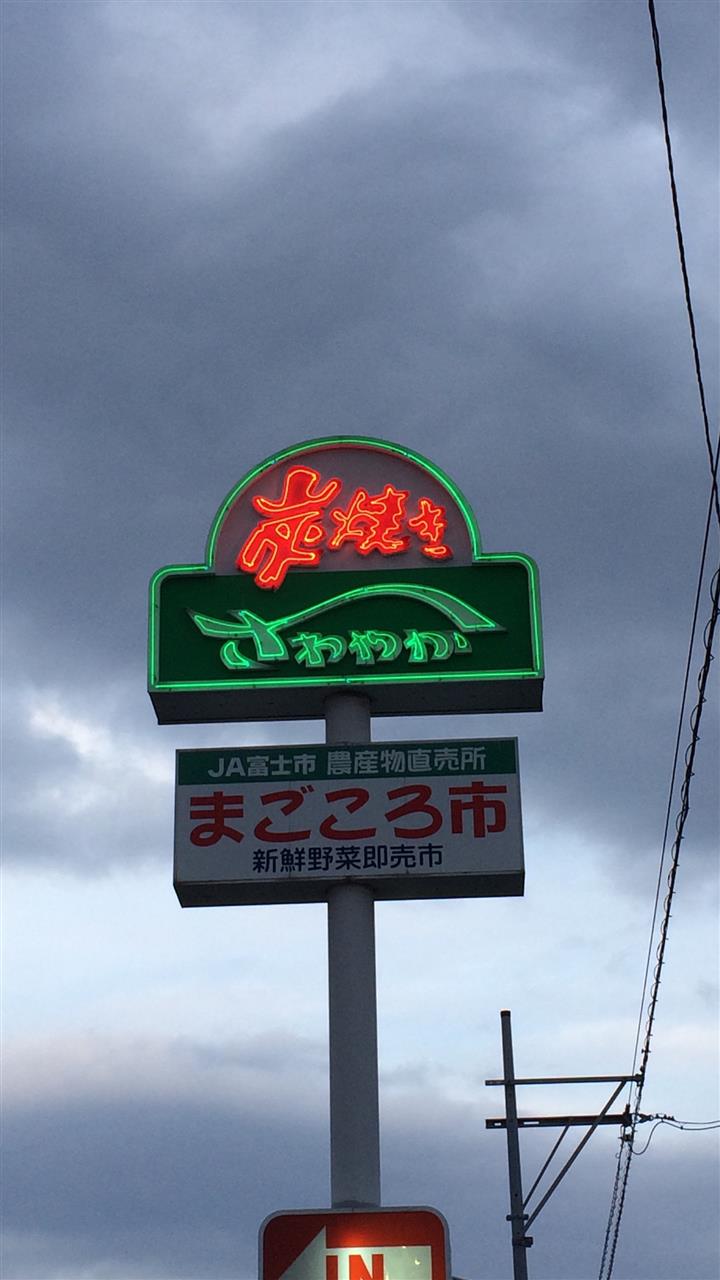 炭焼き
さわやか
JA富士市 農産物直売所
まごころ市
新鮮野菜即売市
IN